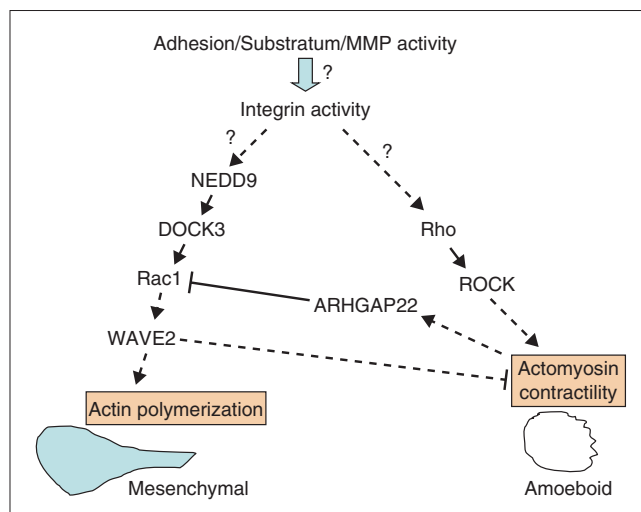 Adhesion/Substratum/MMP activity
?
Integrin activity
?
?
NEDD9
DOCK3
Rho
Rac1
ROCK
ARHGAP22
WAVE2
Actomyosin
contractility
Actin polymerization
Mesenchymal
Amoeboid